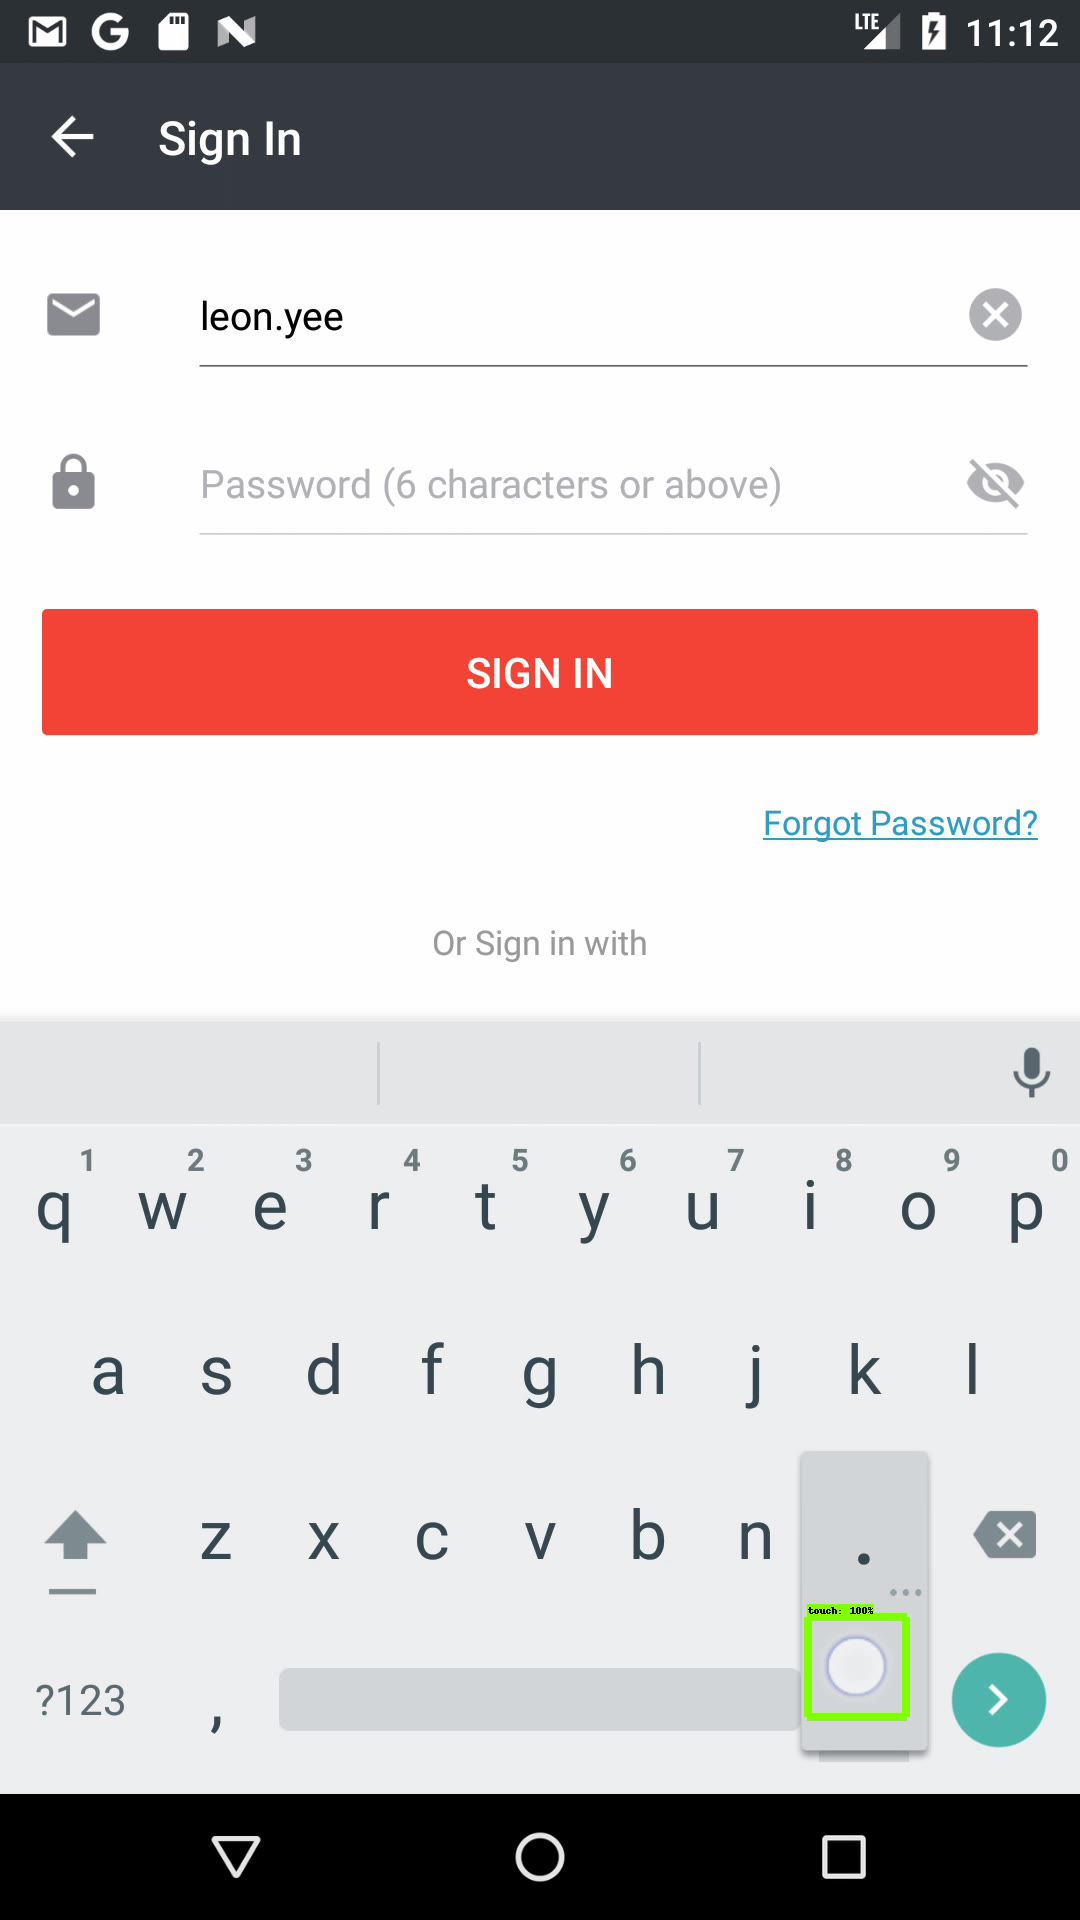 LTE 11:12
Sign In
leon.yee
Password (6 characters or above)
SIGN IN
Forgot Password?
Or Sign in with
1 2 3 4 5 6 7 8 9 0
q w e r t y u i o p
a s d f g h j k l
z x c v b n .
touch: 100%
?123 ,